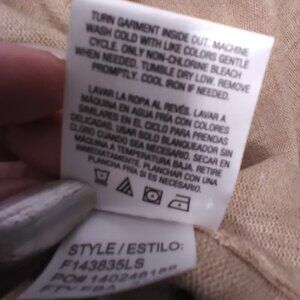 TURN GARMENT INSIDE OUT. MACHINE
WASH COLD WITH LIKE COLORS GENTLE
CYCLE. ONLY NON-CHLORINE BLEACH
WHEN NEEDED. TUMBLE DRY LOW. REMOVE
PROMPTLY. COOL IRON IF NEEDED.
LAVAR LA ROPA AL REVÉS. LAVAR A
MÁQUINA EN AGUA FRÍA CON COLORES
SIMILARES EN EL CICLO PARA PRENDAS
DELICADAS. USAR SOLO BLANQUEADOR SIN
CLORO CUANDO SEA NECESARIO. SECAR EN
MÁQUINA A TEMPERATURA BAJA. RETIRE
INMEDIATAMENTE. PLANCHAR CON UNA
PLANCHA FRÍA SI ES NECESARIO.
STYLE / ESTILO:
F143835LS